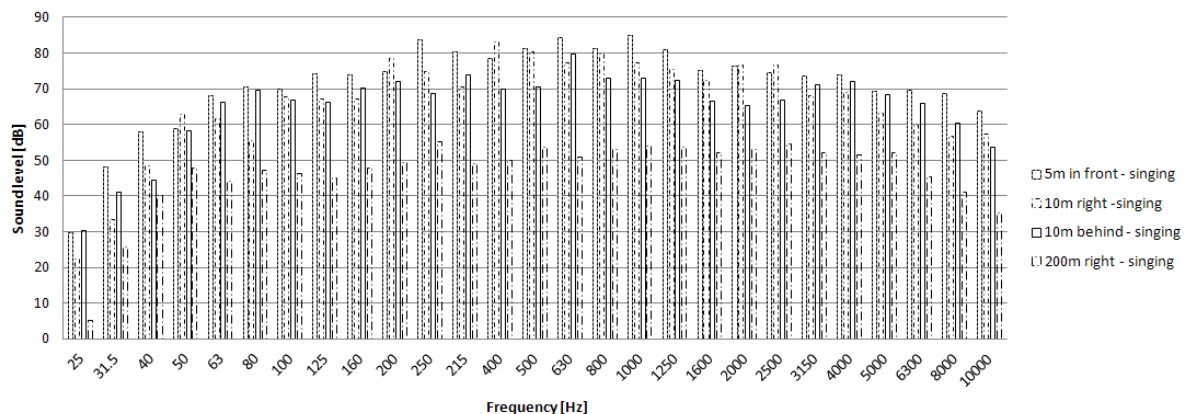 90
80
70
60
50
40
30
20
10
0
Sound level [dB]
25 31.5 40 50 63 80 100 125 160 200 250 215 400 500 630 800 1000 1250 1600 2000 2500 3150 4000 5000 6300 8000 10000
Frequency [Hz]
5m in front - singing
10m right -singing
10m behind - singing
200m right - singing